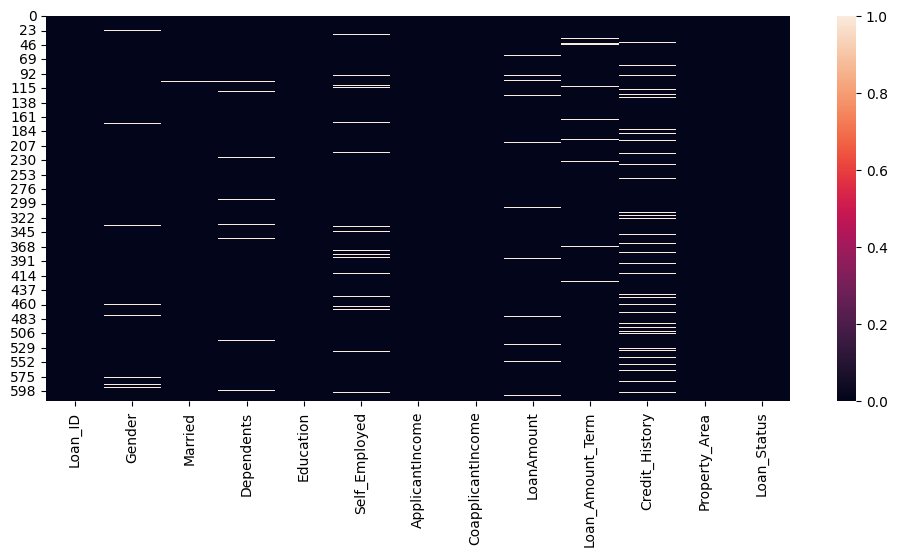 0
23
46
69
92
115
138
161
184
207
230
253
276
299
322
345
368
391
414
437
460
483
506
529
552
575
598
Loan_ID
Gender
Married
Dependents
Education
Self_Employed
ApplicantIncome
CoapplicantIncome
LoanAmount
Loan_Amount_Term
Credit_History
Property_Area
Loan_Status
1.0
0.8
0.6
0.4
0.2
0.0